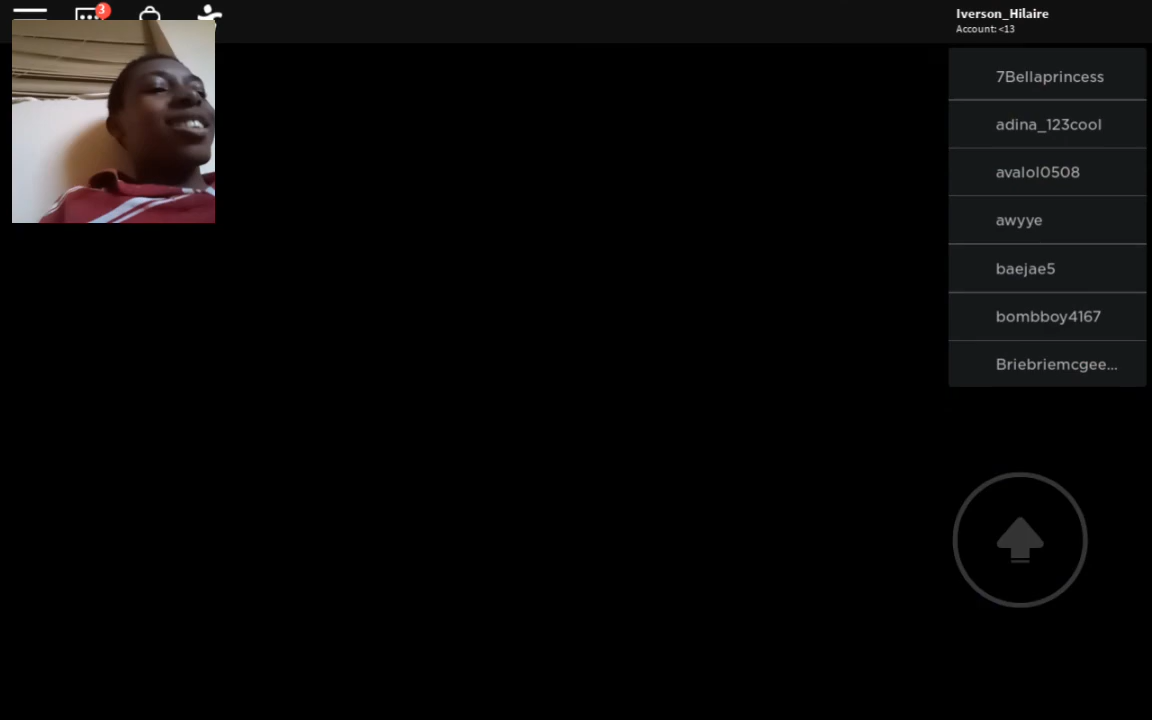 3
Iverson_Hilaire
Account: <13
7Bellaprincess
adina_123cool
avalol0508
awyye
baejae5
bombboy4167
Briebriemcgee...